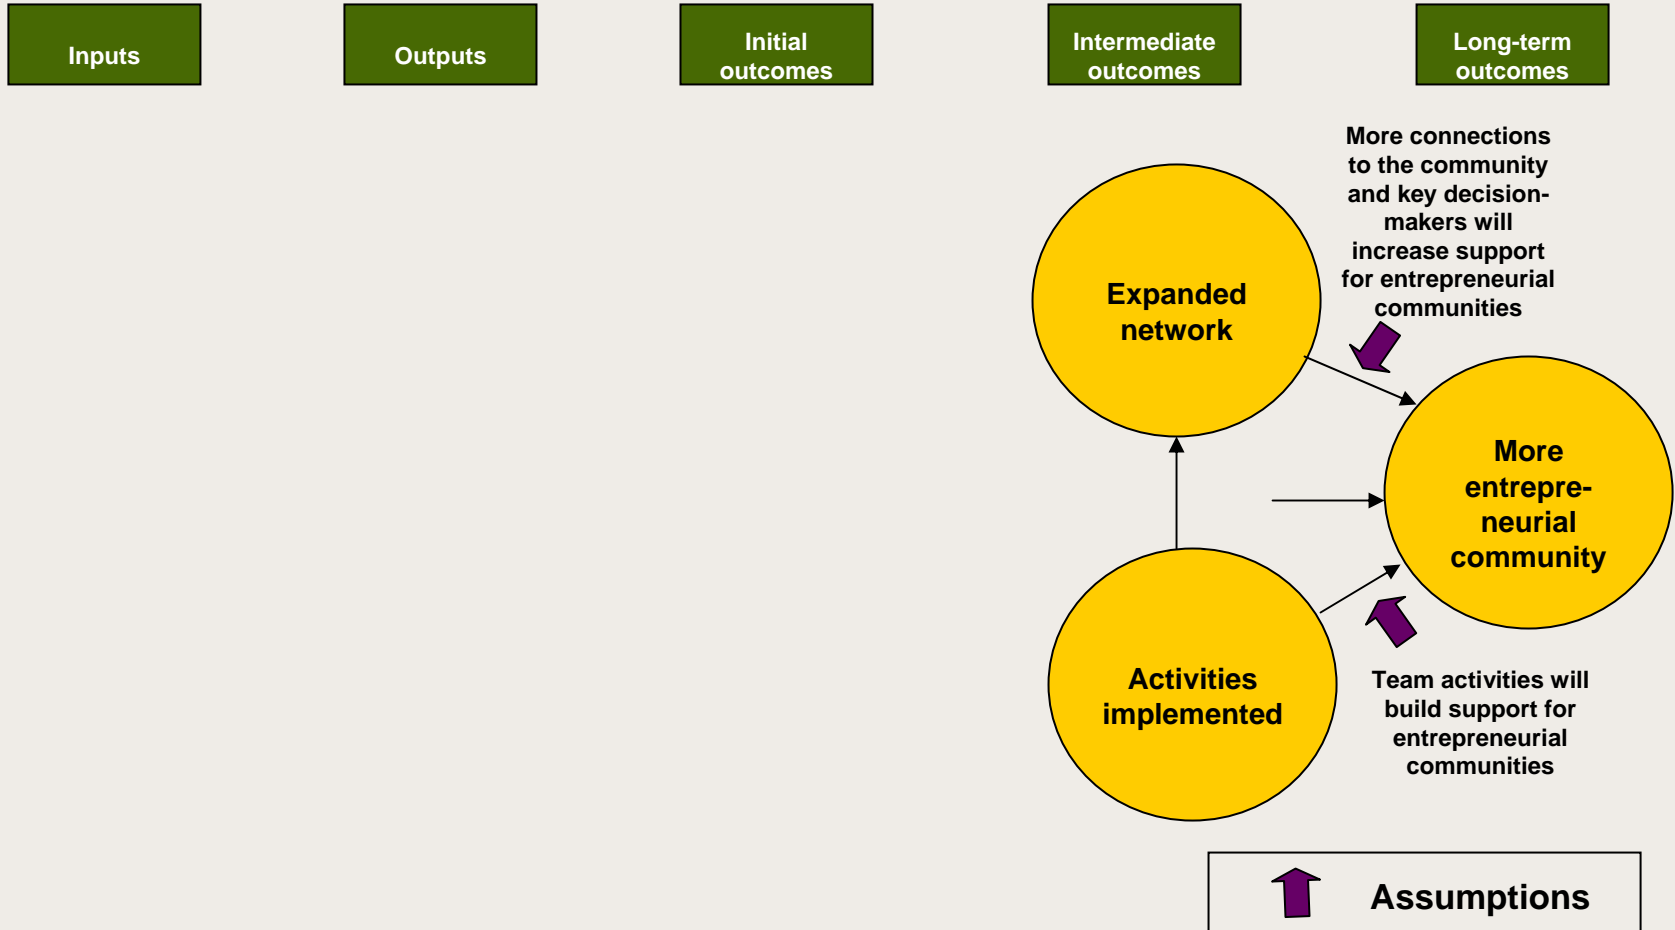 Inputs
Outputs
Initial
outcomes
Intermediate
outcomes
Long-term
outcomes
More connections
to the community
and key decision-
makers will
increase support
for entrepreneurial
communities
Expanded
network
More
entrepre-
neurial
community
Activities
implemented
Team activities will
build support for
entrepreneurial
communities
Assumptions